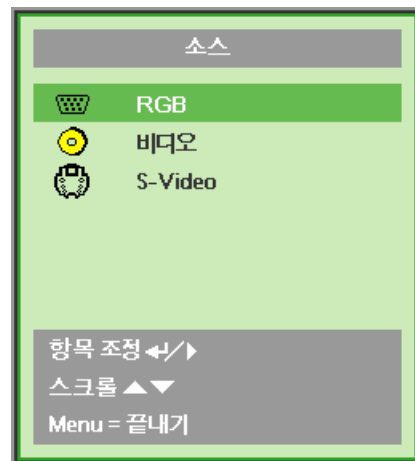 소스
RGB
비디오
S-Video
항목 조정 ↵/▶
스크롤 ▲▼
Menu = 끝내기